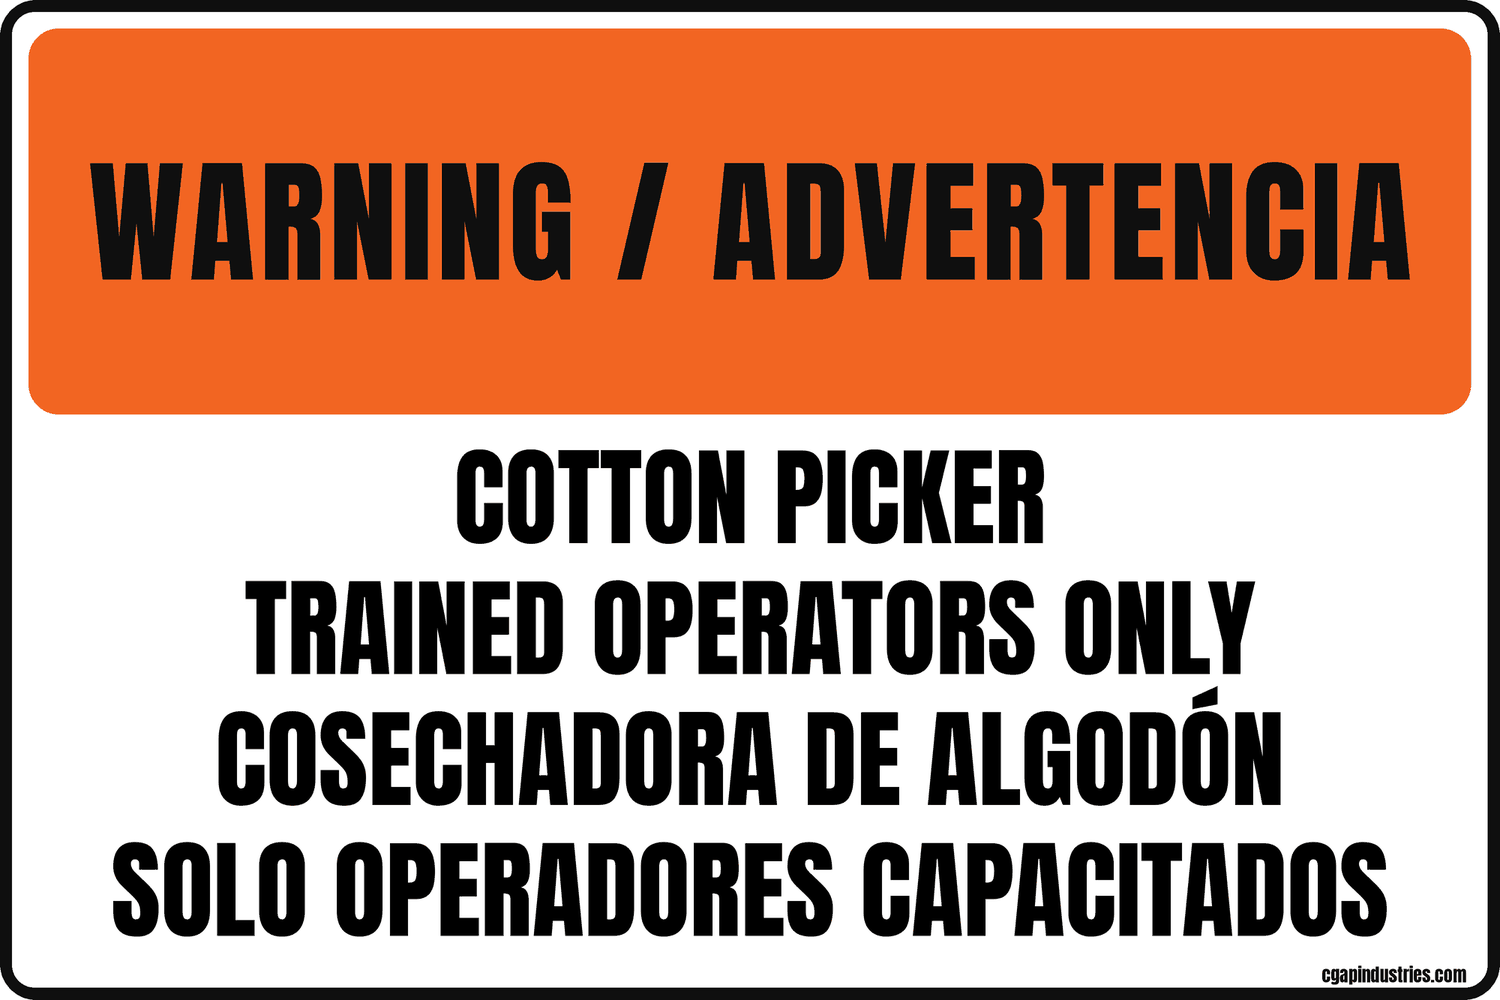 WARNING / ADVERTENCIA
COTTON PICKER
TRAINED OPERATORS ONLY
COSECHADORA DE ALGODÓN
SOLO OPERADORES CAPACITADOS
cgapindustries.com